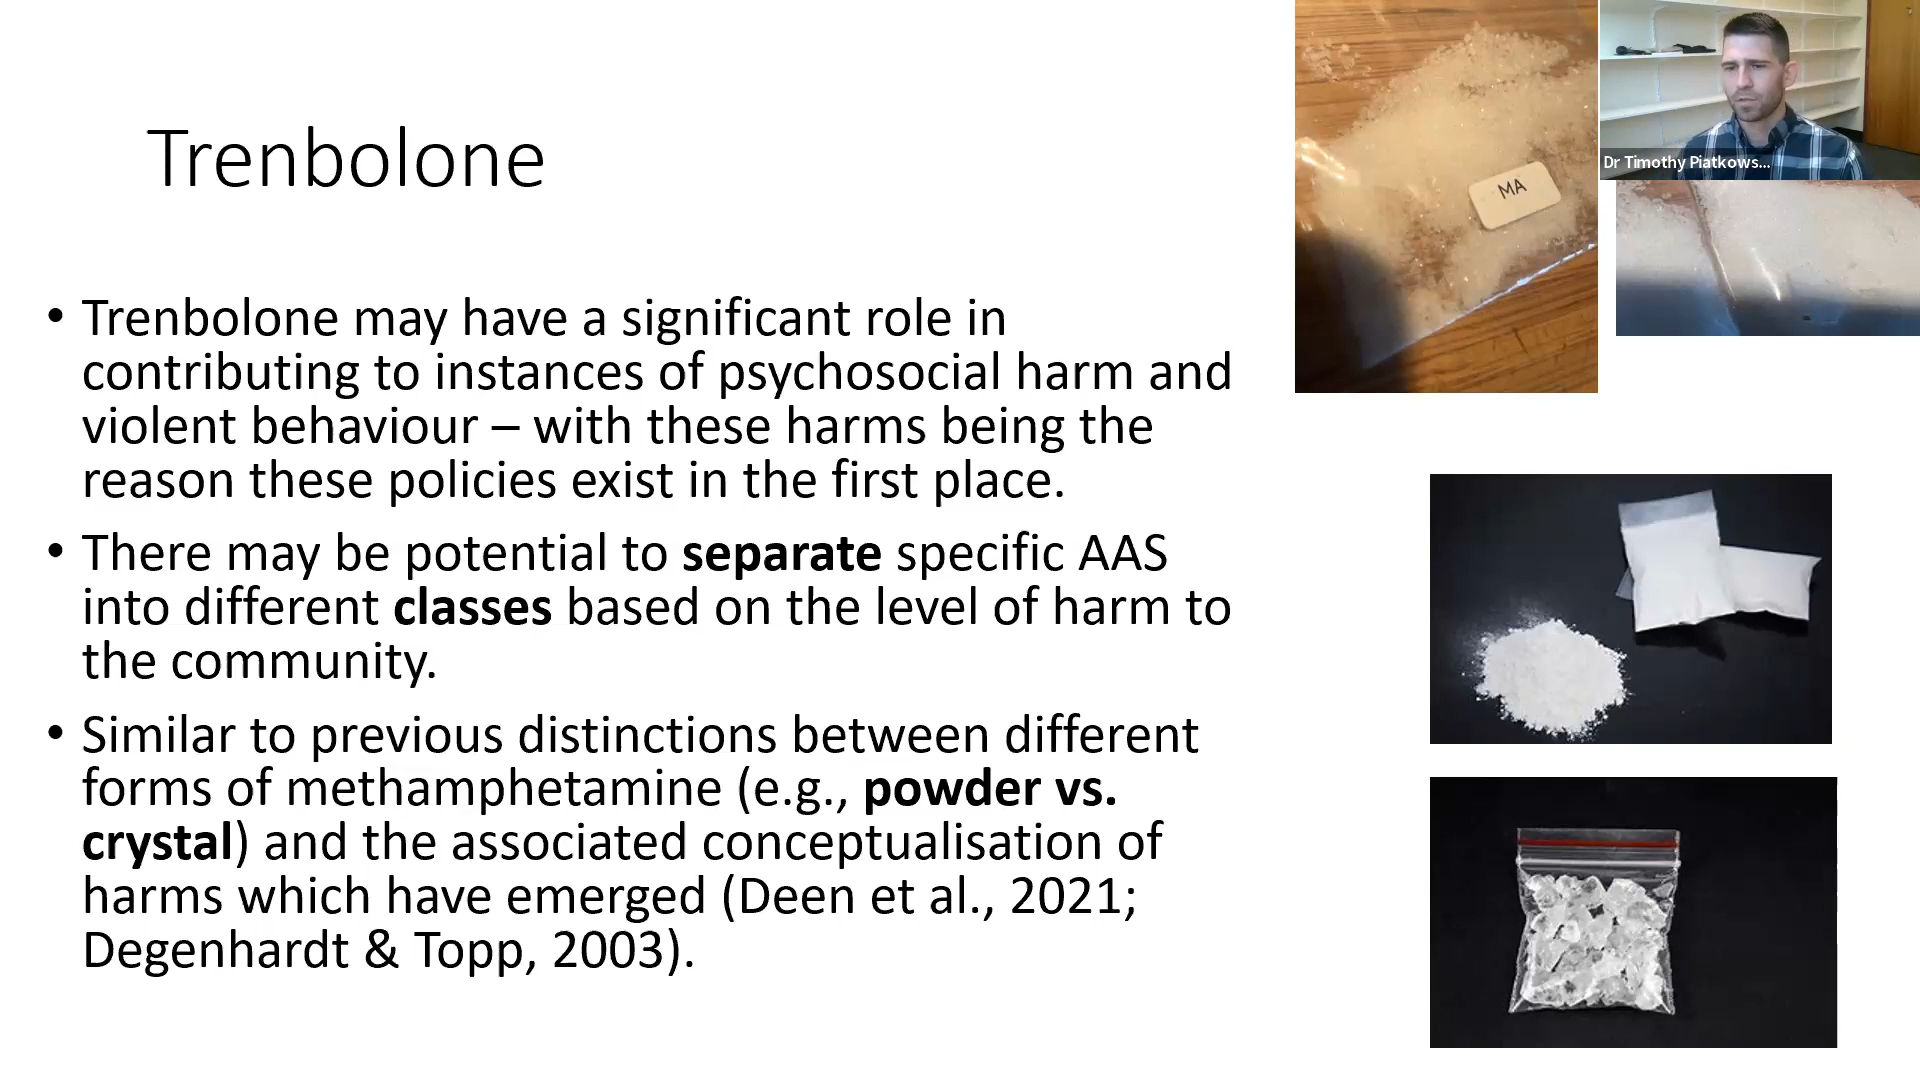 Trenbolone
• Trenbolone may have a significant role in
contributing to instances of psychosocial harm and
violent behaviour – with these harms being the
reason these policies exist in the first place.
• There may be potential to separate specific AAS
into different classes based on the level of harm to
the community.
• Similar to previous distinctions between different
forms of methamphetamine (e.g., powder vs.
crystal) and the associated conceptualisation of
harms which have emerged (Deen et al., 2021;
Degenhardt & Topp, 2003).
MA
Dr Timothy Piatkows...